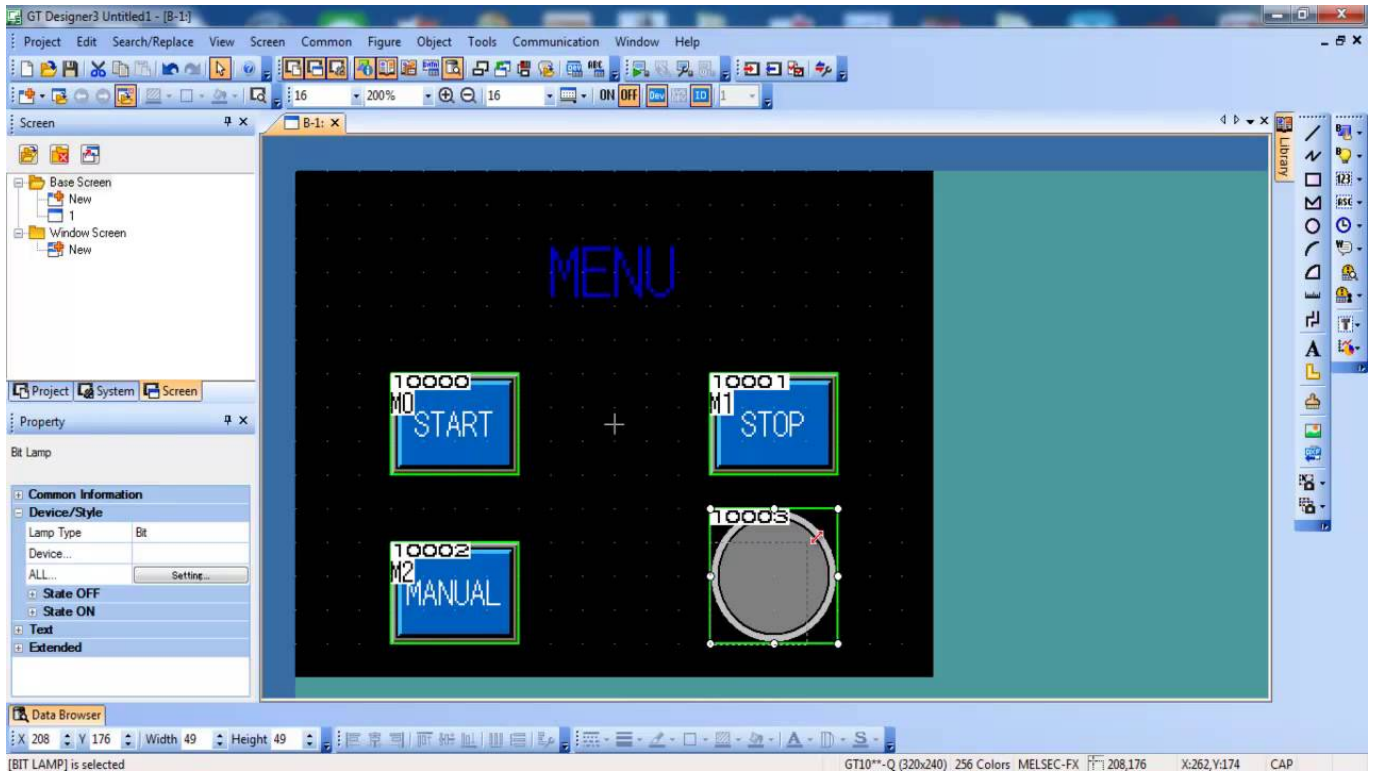 GT Designer3 Untitled1 - [B-1:]
Project Edit Search/Replace View Screen Common Figure Object Tools Communication Window Help
16 200% 16 ON OFF Dev ID 1
Screen
B-1:
Library
Base Screen
New
1
Window Screen
New
MENU
Project System Screen
Property
Bit Lamp
Common Information
Device/Style
Lamp Type Bit
Device...
ALL... Setting...
State OFF
State ON
Text
Extended
10000
M0
START
10001
M1
STOP
10002
M2
MANUAL
10003
Data Browser
X 208 Y 176 Width 49 Height 49
[BIT LAMP] is selected
GT10**-Q (320x240) 256 Colors MELSEC-FX 208,176 X:262,Y:174 CAP